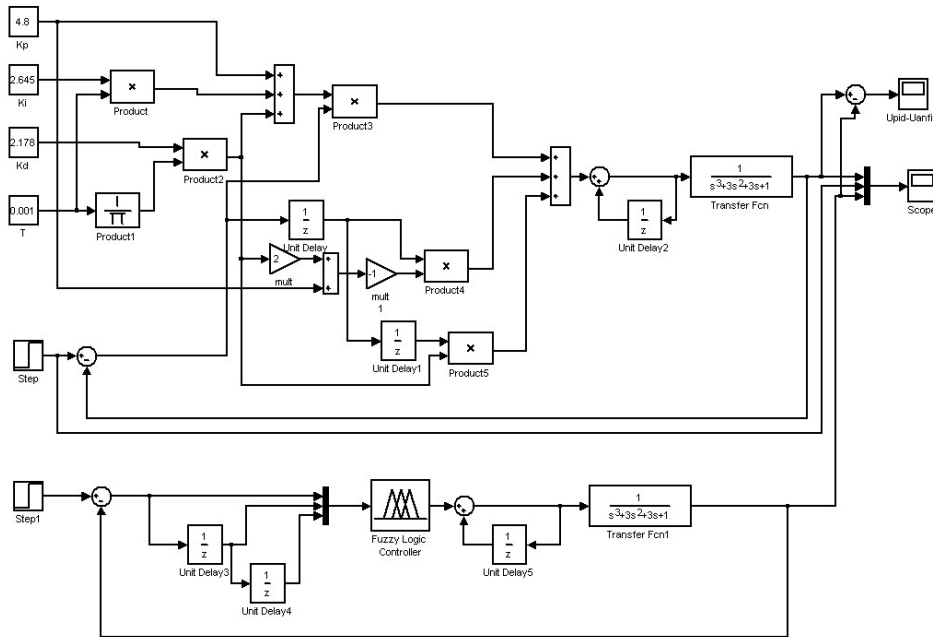 4.8
Kp
2.645
Ki
2.178
Kd
0.001
T
×
Product
1
Product1
×
Product2
+
+
+
×
Product3
1
z
Unit Delay
2
mult
+
+
-1
mult
1
×
Product4
1
z
Unit Delay1
×
Product5
+
+
+
+
+
1
z
Unit Delay2
1
s³+3s²+3s+1
Transfer Fcn
+
-
Upid-Uanfi
Scope
Step
+
-
Step1
+
-
1
z
Unit Delay3
1
z
Unit Delay4
Fuzzy Logic
Controller
+
+
1
z
Unit Delay5
1
s³+3s²+3s+1
Transfer Fcn1